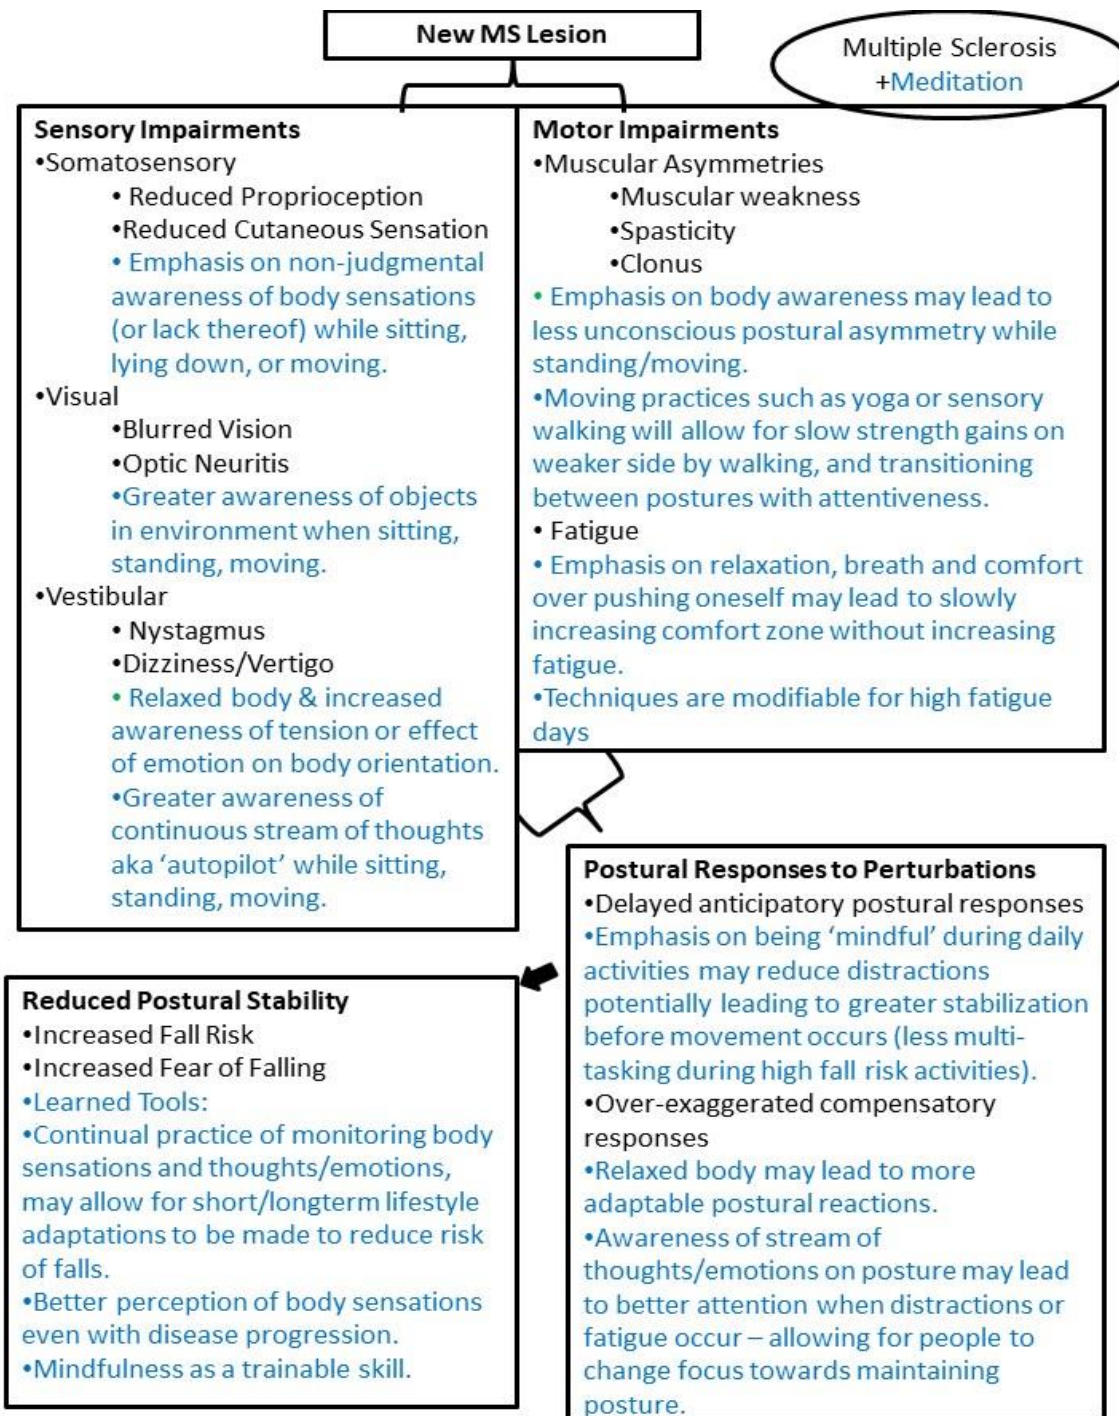 New MS Lesion
Multiple Sclerosis
+Meditation
Sensory Impairments
•Somatosensory
• Reduced Proprioception
•Reduced Cutaneous Sensation
• Emphasis on non-judgmental
awareness of body sensations
(or lack thereof) while sitting,
lying down, or moving.
•Visual
•Blurred Vision
•Optic Neuritis
•Greater awareness of objects
in environment when sitting,
standing, moving.
•Vestibular
• Nystagmus
•Dizziness/Vertigo
• Relaxed body & increased
awareness of tension or effect
of emotion on body orientation.
•Greater awareness of
continuous stream of thoughts
aka ‘autopilot’ while sitting,
standing, moving.
Motor Impairments
•Muscular Asymmetries
•Muscular weakness
•Spasticity
•Clonus
• Emphasis on body awareness may lead to
less unconscious postural asymmetry while
standing/moving.
•Moving practices such as yoga or sensory
walking will allow for slow strength gains on
weaker side by walking, and transitioning
between postures with attentiveness.
• Fatigue
• Emphasis on relaxation, breath and comfort
over pushing oneself may lead to slowly
increasing comfort zone without increasing
fatigue.
•Techniques are modifiable for high fatigue
days
Postural Responses to Perturbations
•Delayed anticipatory postural responses
•Emphasis on being ‘mindful’ during daily
activities may reduce distractions
potentially leading to greater stabilization
before movement occurs (less multi-
tasking during high fall risk activities).
•Over-exaggerated compensatory
responses
•Relaxed body may lead to more
adaptable postural reactions.
•Awareness of stream of
thoughts/emotions on posture may lead
to better attention when distractions or
fatigue occur – allowing for people to
change focus towards maintaining
posture.
Reduced Postural Stability
•Increased Fall Risk
•Increased Fear of Falling
•Learned Tools:
•Continual practice of monitoring body
sensations and thoughts/emotions,
may allow for short/longterm lifestyle
adaptations to be made to reduce risk
of falls.
•Better perception of body sensations
even with disease progression.
•Mindfulness as a trainable skill.